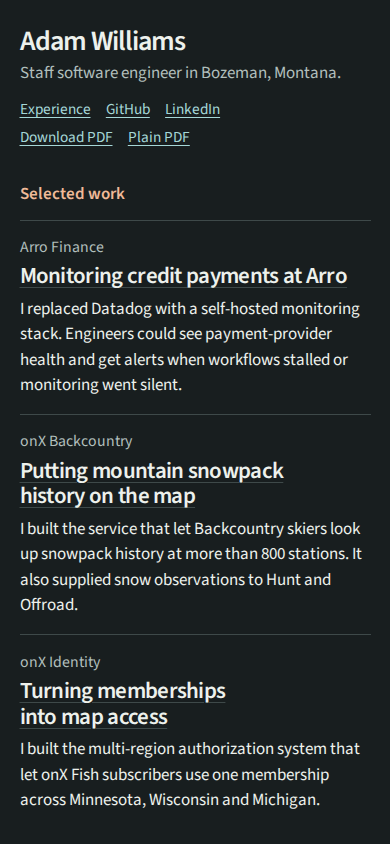 Adam Williams
Staff software engineer in Bozeman, Montana.
Experience GitHub LinkedIn
Download PDF Plain PDF
Selected work
Arro Finance
Monitoring credit payments at Arro
I replaced Datadog with a self-hosted monitoring
stack. Engineers could see payment-provider
health and get alerts when workflows stalled or
monitoring went silent.
onX Backcountry
Putting mountain snowpack
history on the map
I built the service that let Backcountry skiers look
up snowpack history at more than 800 stations. It
also supplied snow observations to Hunt and
Offroad.
onX Identity
Turning memberships
into map access
I built the multi-region authorization system that
let onX Fish subscribers use one membership
across Minnesota, Wisconsin and Michigan.